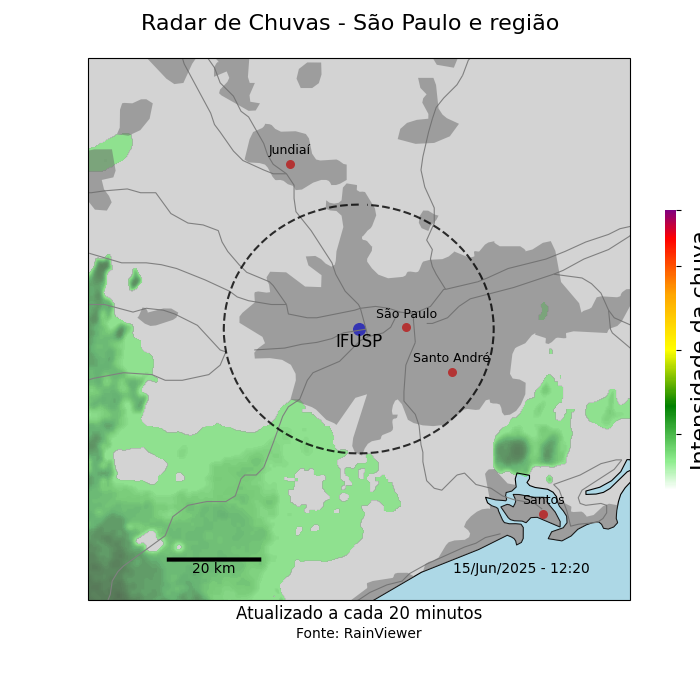 Radar de Chuvas - São Paulo e região
Jundiaí
São Paulo
IFUSP
Santo André
Santos
20 km
15/Jun/2025 - 12:20
Intensidade da chuva
Atualizado a cada 20 minutos
Fonte: RainViewer